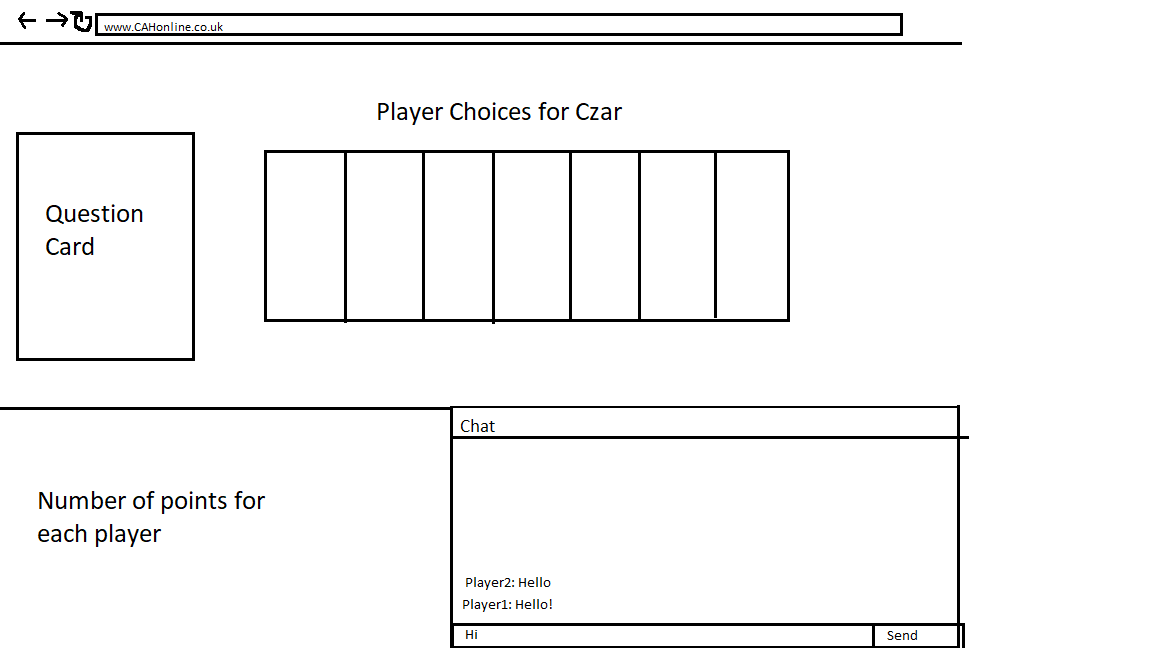 www.CAHonline.co.uk
Player Choices for Czar
Question
Card
Chat
Number of points for
each player
Player2: Hello
Player1: Hello!
Hi
Send